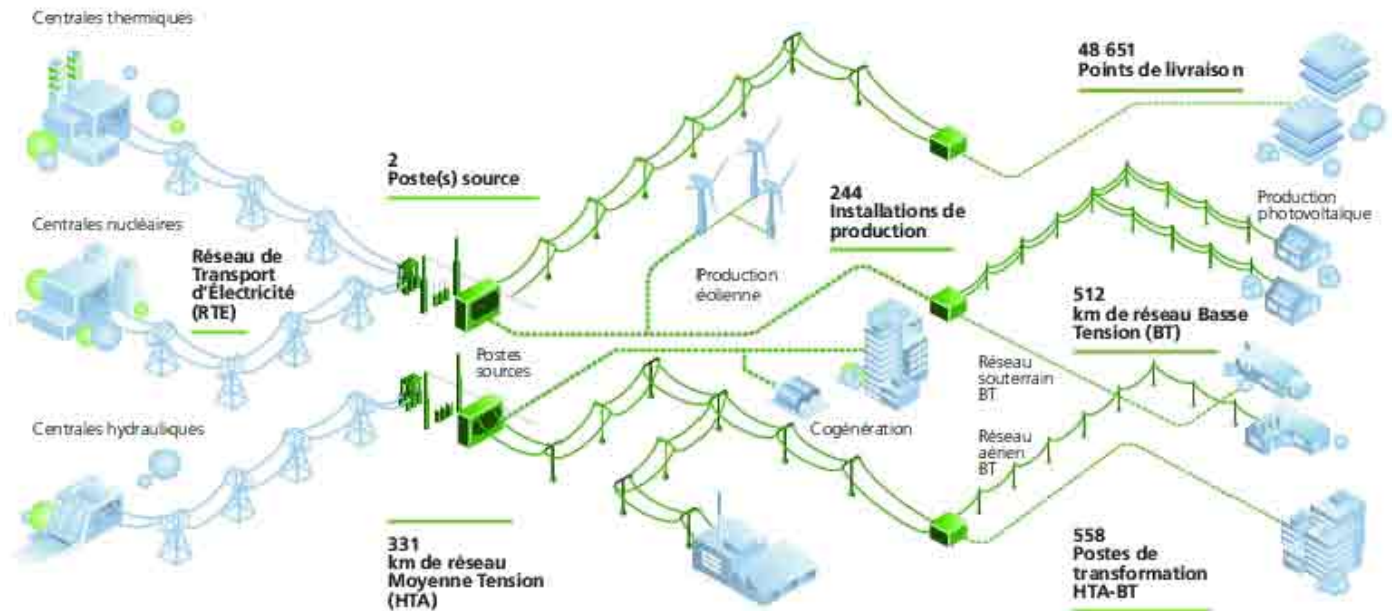 Centrales thermiques
48 651
Points de livraison
2
Poste(s) source
244
Installations de
production
Production
photovoltaïque
Centrales nucléaires
Réseau de
Transport
d'Électricité
(RTE)
Production
éolienne
512
km de réseau Basse
Tension (BT)
Postes
sources
Réseau
souterrain
BT
Centrales hydrauliques
Cogénération
Réseau
aérien
BT
331
km de réseau
Moyenne Tension
(HTA)
558
Postes de
transformation
HTA-BT